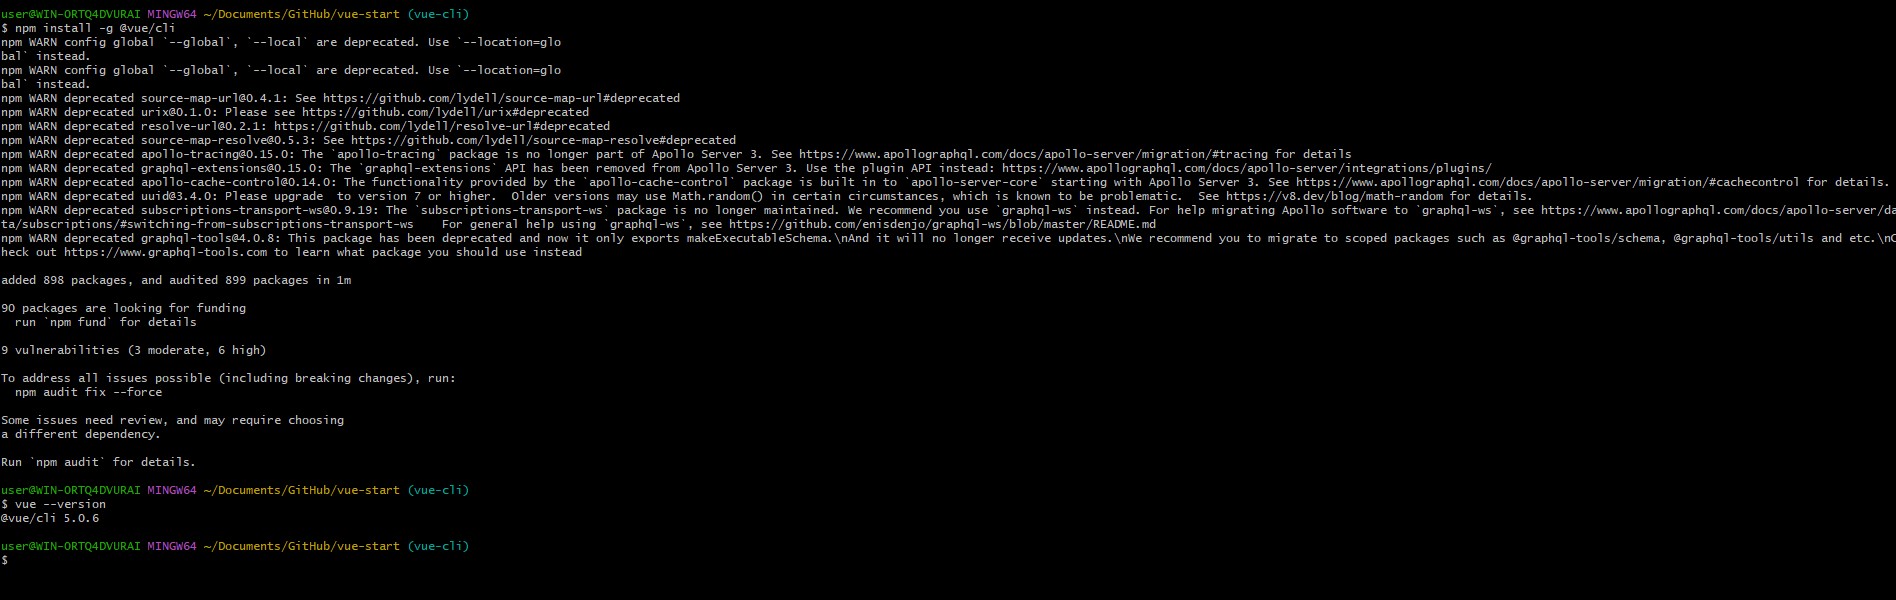 user@WIN-ORTQ4DVURAI MINGW64 ~/Documents/GitHub/vue-start (vue-cli)
$ npm install -g @vue/cli
npm WARN config global `--global`, `--local` are deprecated. Use `--location=glo
bal` instead.
npm WARN config global `--global`, `--local` are deprecated. Use `--location=glo
bal` instead.
npm WARN deprecated source-map-url@0.4.1: See https://github.com/lydell/source-map-url#deprecated
npm WARN deprecated urix@0.1.0: Please see https://github.com/lydell/urix#deprecated
npm WARN deprecated resolve-url@0.2.1: https://github.com/lydell/resolve-url#deprecated
npm WARN deprecated source-map-resolve@0.5.3: See https://github.com/lydell/source-map-resolve#deprecated
npm WARN deprecated apollo-tracing@0.15.0: The `apollo-tracing` package is no longer part of Apollo Server 3. See https://www.apollographql.com/docs/apollo-server/migration/#tracing for details
npm WARN deprecated graphql-extensions@0.15.0: The `graphql-extensions` API has been removed from Apollo Server 3. Use the plugin API instead: https://www.apollographql.com/docs/apollo-server/integrations/plugins/
npm WARN deprecated apollo-cache-control@0.14.0: The functionality provided by the `apollo-cache-control` package is built in to `apollo-server-core` starting with Apollo Server 3. See https://www.apollographql.com/docs/apollo-server/migration/#cachecontrol for details.
npm WARN deprecated uuid@3.4.0: Please upgrade  to version 7 or higher.  Older versions may use Math.random() in certain circumstances, which is known to be problematic.  See https://v8.dev/blog/math-random for details.
npm WARN deprecated subscriptions-transport-ws@0.9.19: The `subscriptions-transport-ws` package is no longer maintained. We recommend you use `graphql-ws` instead. For help migrating Apollo software to `graphql-ws`, see https://www.apollographql.com/docs/apollo-server/da
ta/subscriptions/#switching-from-subscriptions-transport-ws    For general help using `graphql-ws`, see https://github.com/enisdenjo/graphql-ws/blob/master/README.md
npm WARN deprecated graphql-tools@4.0.8: This package has been deprecated and now it only exports makeExecutableSchema.\nAnd it will no longer receive updates.\nWe recommend you to migrate to scoped packages such as @graphql-tools/schema, @graphql-tools/utils and etc.\nC
heck out https://www.graphql-tools.com to learn what package you should use instead
added 898 packages, and audited 899 packages in 1m
90 packages are looking for funding
  run `npm fund` for details
9 vulnerabilities (3 moderate, 6 high)
To address all issues possible (including breaking changes), run:
  npm audit fix --force
Some issues need review, and may require choosing
a different dependency.
Run `npm audit` for details.
user@WIN-ORTQ4DVURAI MINGW64 ~/Documents/GitHub/vue-start (vue-cli)
$ vue --version
@vue/cli 5.0.6
user@WIN-ORTQ4DVURAI MINGW64 ~/Documents/GitHub/vue-start (vue-cli)
$